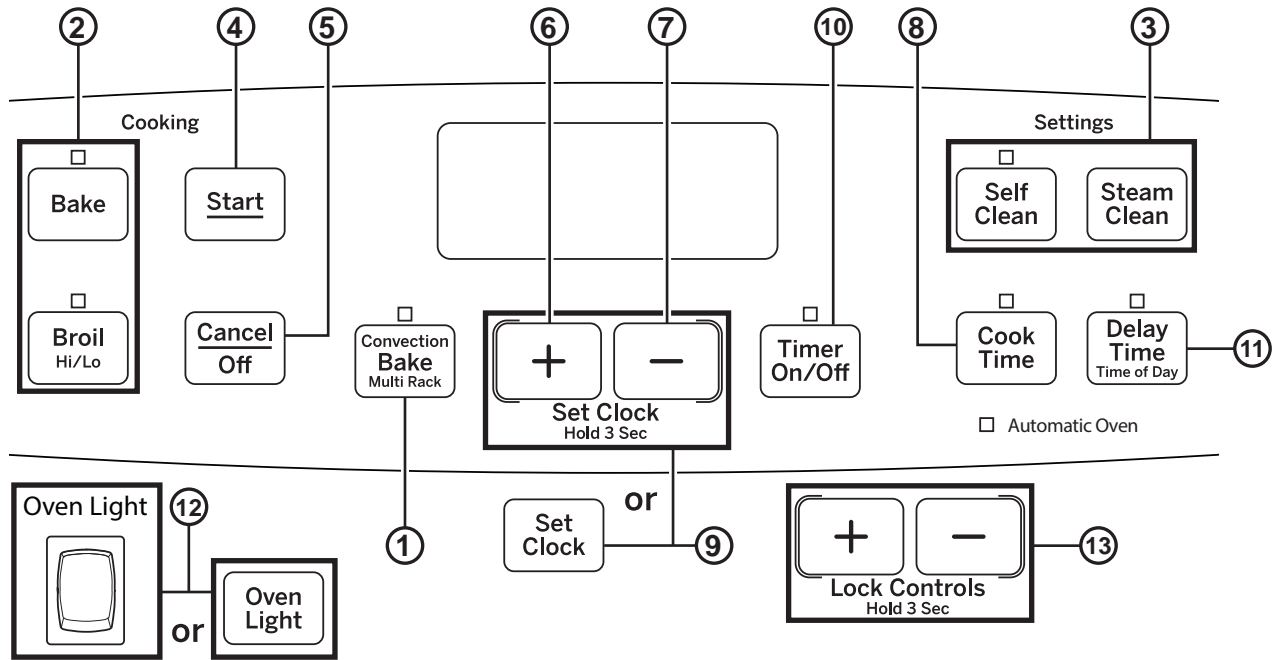 2
4
5
6
7
10
8
3
Cooking
Settings
Bake
Start
Self
Clean
Steam
Clean
Broil
Hi/Lo
Cancel
Off
Convection
Bake
Multi Rack
+
−
Set Clock
Hold 3 Sec
Timer
On/Off
Cook
Time
Delay
Time
Time of Day
11
Automatic Oven
Oven Light
12
or
Oven
Light
1
Set
Clock
or
9
+
−
Lock Controls
Hold 3 Sec
13